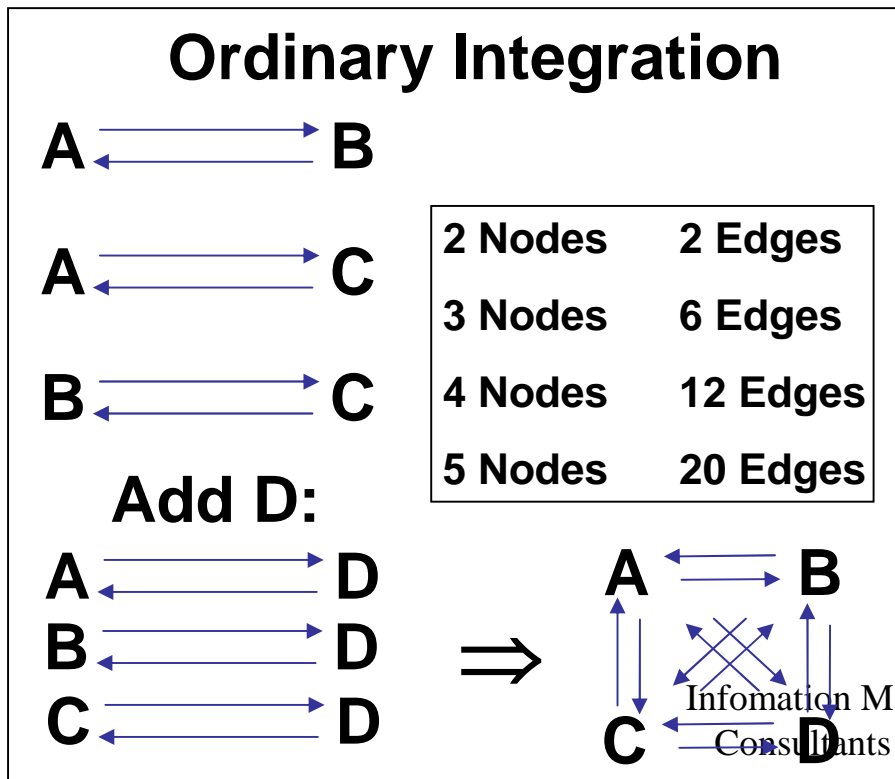 Ordinary Integration
A B
A C
B C
2 Nodes 2 Edges
3 Nodes 6 Edges
4 Nodes 12 Edges
5 Nodes 20 Edges
Add D:
A D
B D
C D
⇒
A B
C D
Infomation M
Consultants